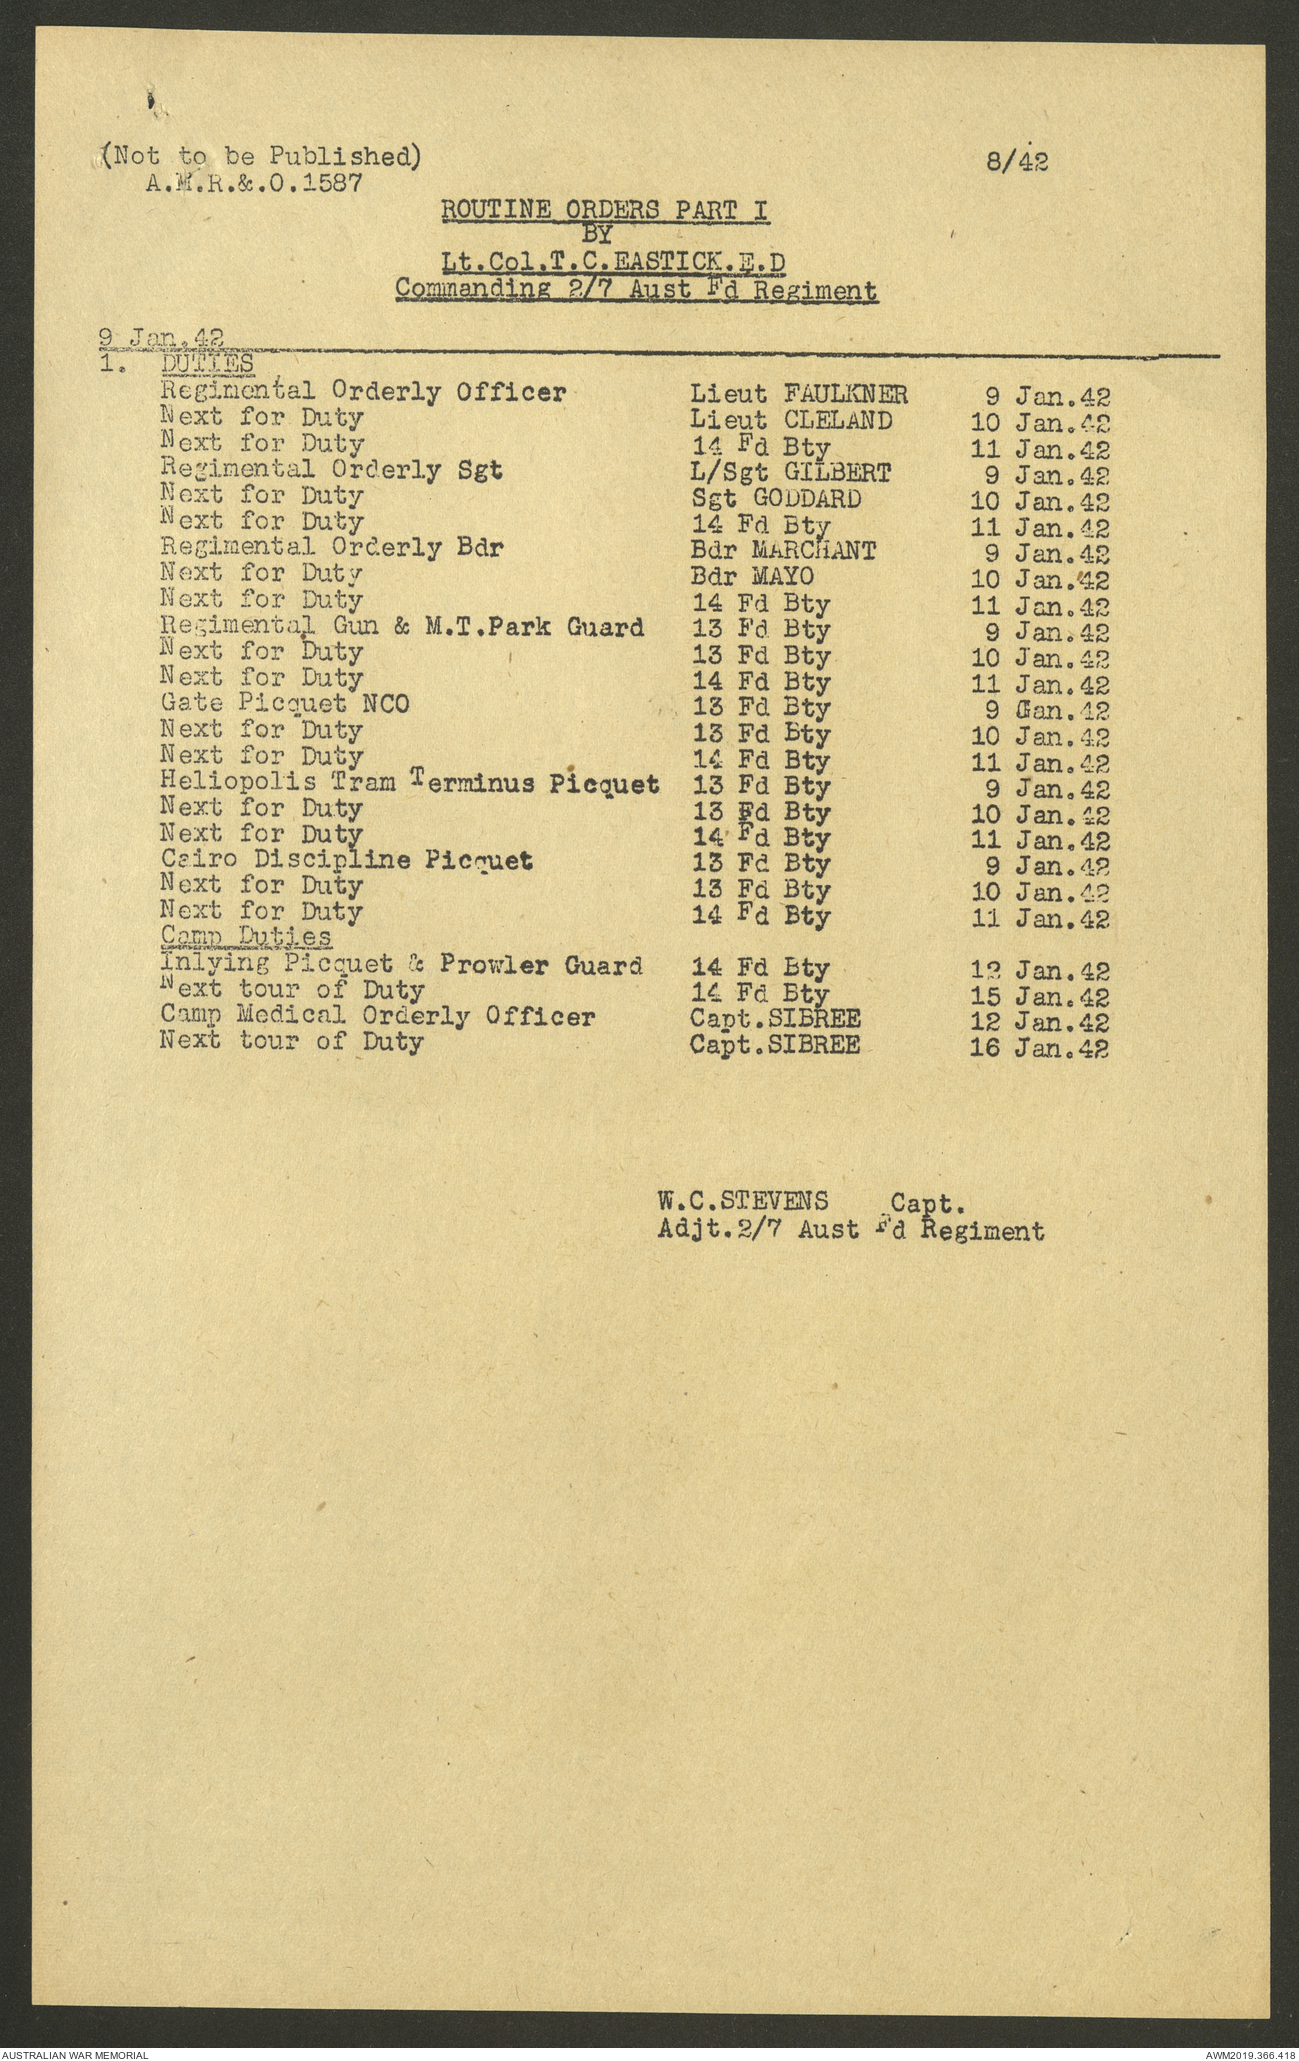 (Not to be Published) 8/42
A.M.R.&.O.1587
ROUTINE ORDERS PART I
BY
Lt.Col.T.C.EASTICK.E.D
Commanding 2/7 Aust Fd Regiment
9 Jan.42
1. DUTIES
Regimental Orderly Officer Lieut FAULKNER 9 Jan.42
Next for Duty Lieut CLELAND 10 Jan.42
Next for Duty 14 Fd Bty 11 Jan.42
Regimental Orderly Sgt L/Sgt GILBERT 9 Jan.42
Next for Duty Sgt GODDARD 10 Jan.42
Next for Duty 14 Fd Bty 11 Jan.42
Regimental Orderly Bdr Bdr MARCHANT 9 Jan.42
Next for Duty Bdr MAYO 10 Jan.42
Next for Duty 14 Fd Bty 11 Jan.42
Regimental Gun & M.T.Park Guard 13 Fd Bty 9 Jan.42
Next for Duty 13 Fd Bty 10 Jan.42
Next for Duty 14 Fd Bty 11 Jan.42
Gate Picquet NCO 13 Fd Bty 9 Gan.42
Next for Duty 13 Fd Bty 10 Jan.42
Next for Duty 14 Fd Bty 11 Jan.42
Heliopolis Tram Terminus Picquet 13 Fd Bty 9 Jan.42
Next for Duty 13 Fd Bty 10 Jan.42
Next for Duty 14 Fd Bty 11 Jan.42
Cairo Discipline Picquet 13 Fd Bty 9 Jan.42
Next for Duty 13 Fd Bty 10 Jan.42
Next for Duty 14 Fd Bty 11 Jan.42
Camp Duties
Inlying Picquet & Prowler Guard 14 Fd Bty 12 Jan.42
Next tour of Duty 14 Fd Bty 15 Jan.42
Camp Medical Orderly Officer Capt.SIBREE 12 Jan.42
Next tour of Duty Capt.SIBREE 16 Jan.42
W.C.STEVENS Capt.
Adjt.2/7 Aust Fd Regiment
AUSTRALIAN WAR MEMORIAL AWM2019.366.418